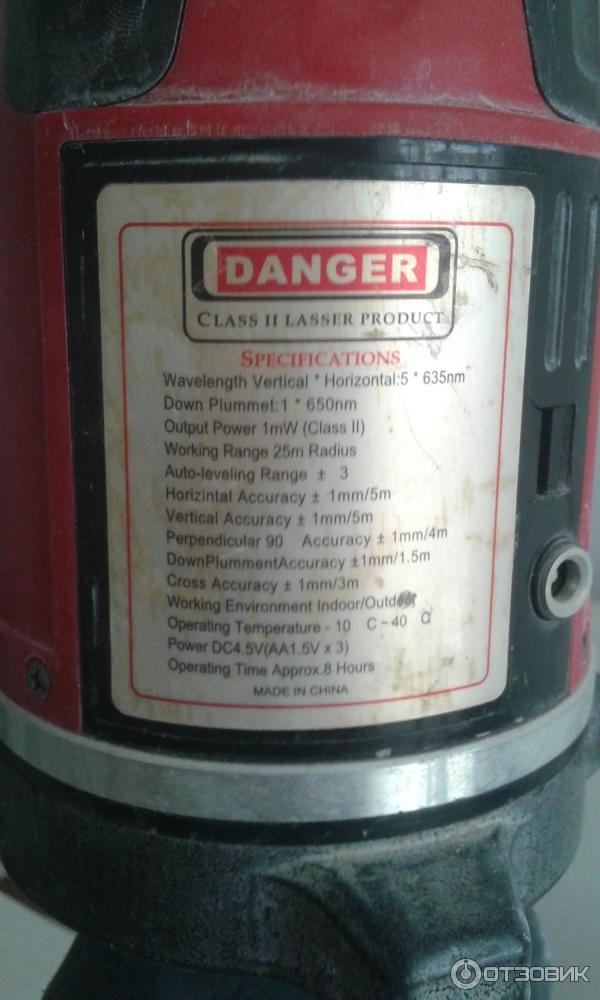 DANGER
CLASS II LASSER PRODUCT
SPECIFICATIONS
Wavelength Vertical * Horizontal:5 * 635nm
Down Plummet:1 * 650nm
Output Power 1mW (Class II)
Working Range 25m Radius
Auto-leveling Range ± 3
Horizintal Accuracy ± 1mm/5m
Vertical Accuracy ± 1mm/5m
Perpendicular 90 Accuracy ± 1mm/4m
DownPlummentAccuracy ±1mm/1.5m
Cross Accuracy ± 1mm/3m
Working Environment Indoor/Outdoor
Operating Temperature - 10 C ~ 40 C
Power DC4.5V(AA1.5V x 3)
Operating Time Approx.8 Hours
MADE IN CHINA
ОТЗОВИК